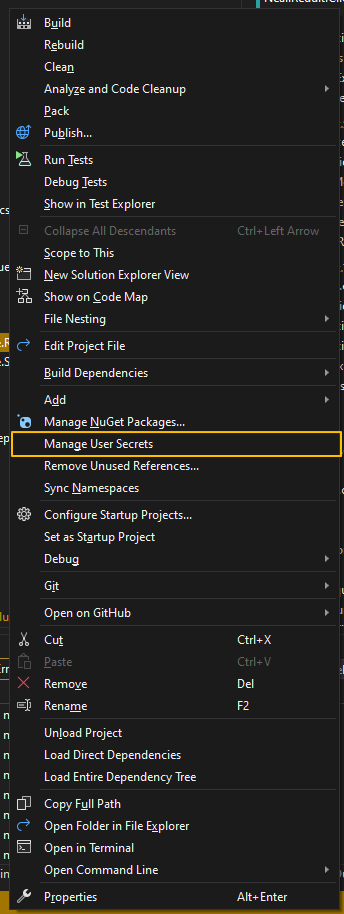 Build
Rebuild
Clean
Analyze and Code Cleanup
Pack
Publish...
Run Tests
Debug Tests
Show in Test Explorer
Collapse All Descendants Ctrl+Left Arrow
Scope to This
New Solution Explorer View
Show on Code Map
File Nesting
Edit Project File
Build Dependencies
Add
Manage NuGet Packages...
Manage User Secrets
Remove Unused References...
Sync Namespaces
Configure Startup Projects...
Set as Startup Project
Debug
Git
Open on GitHub
Cut Ctrl+X
Paste Ctrl+V
Remove Del
Rename F2
Unload Project
Load Direct Dependencies
Load Entire Dependency Tree
Copy Full Path
Open Folder in File Explorer
Open in Terminal
Open Command Line
Properties Alt+Enter